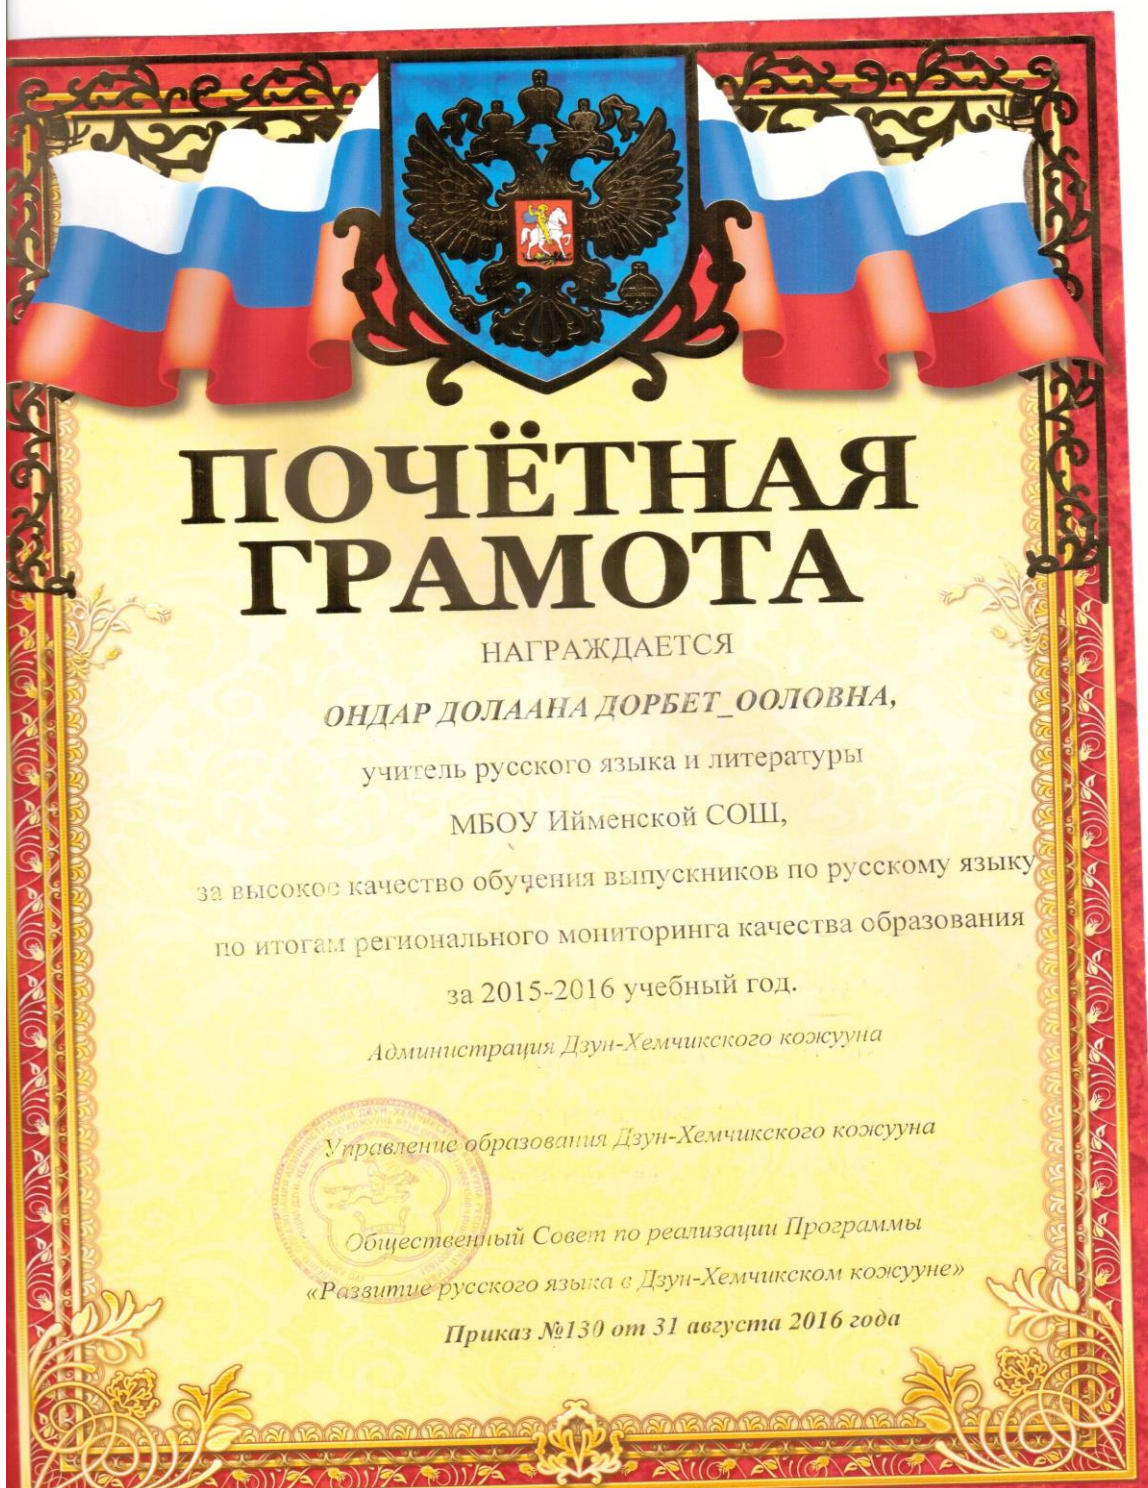 ПОЧЁТНАЯ
ГРАМОТА
НАГРАЖДАЕТСЯ
ОНДАР ДОЛААНА ДОРБЕТ_ООЛОВНА,
учитель русского языка и литературы
МБОУ Ийменской СОШ,
за высокое качество обучения выпускников по русскому языку
по итогам регионального мониторинга качества образования
за 2015-2016 учебный год.
Администрация Дзун-Хемчикского кожууна
Управление образования Дзун-Хемчикского кожууна
Общественный Совет по реализации Программы
«Развитие русского языка в Дзун-Хемчикском кожууне»
Приказ №130 от 31 августа 2016 года